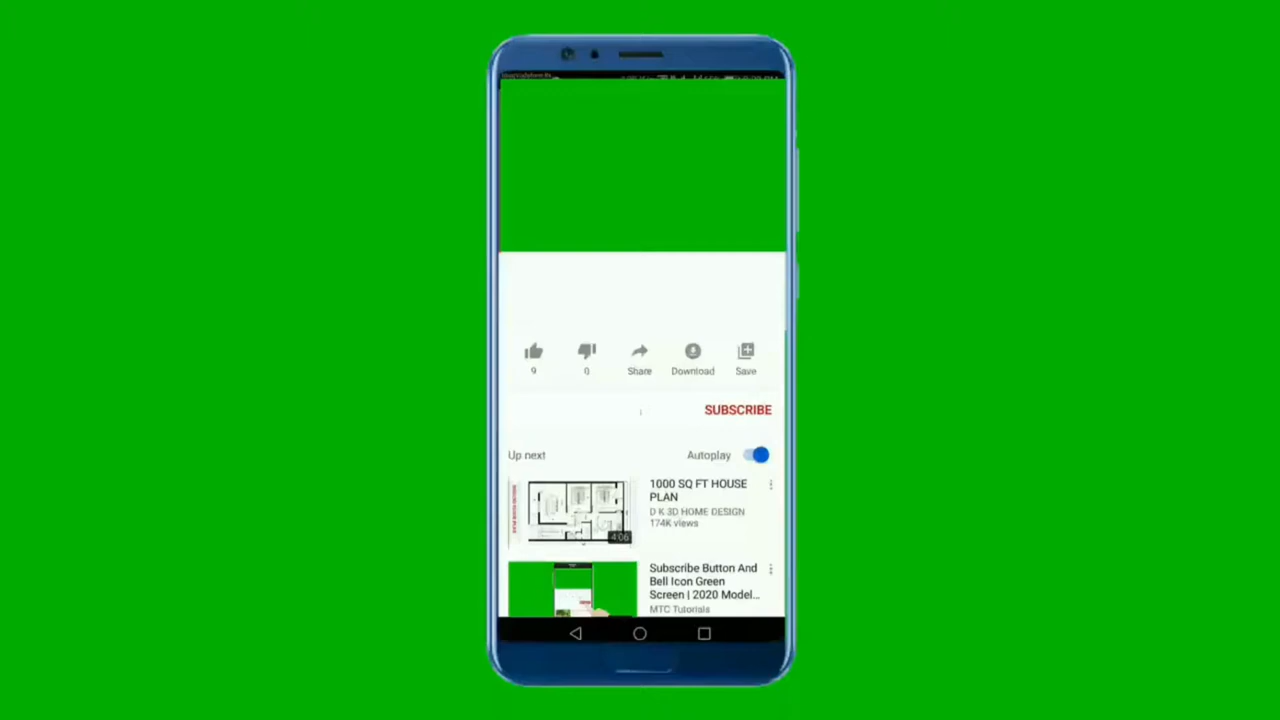 9
0
Share
Download
Save
SUBSCRIBE
Up next
Autoplay
1000 SQ FT HOUSE
PLAN
D K 3D HOME DESIGN
174K views
4:06
Subscribe Button And
Bell Icon Green
Screen | 2020 Model...
MTC Tutorials